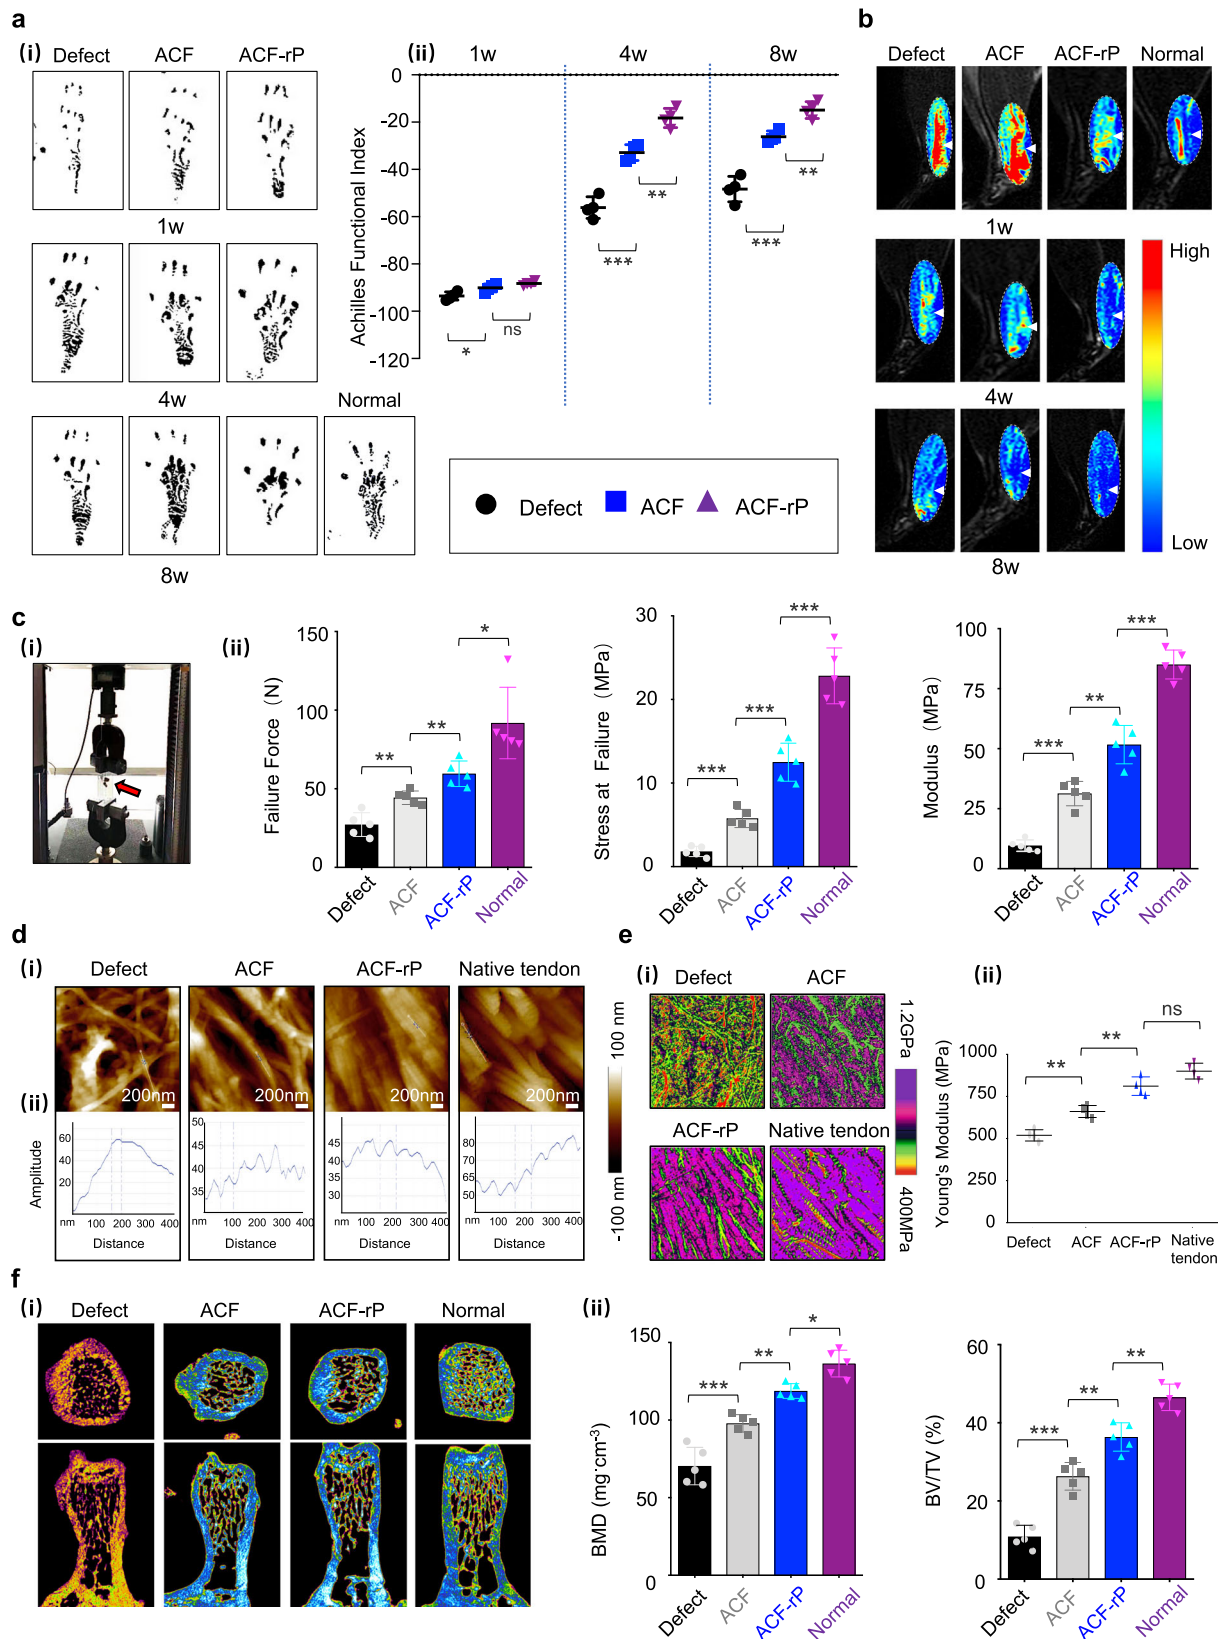 a
(i)
Defect ACF ACF-rP
1w
4w
Normal
8w
(ii)
1w 4w 8w
Achilles Functional Index
0
-20
-40
-60
-80
-100
-120
* ns
*** **
*** **
Defect ACF ACF-rP
b
Defect ACF ACF-rP Normal
1w
4w
8w
High
Low
c
(i)
(ii)
Failure Force (N)
150
100
50
0
** ** *
Defect ACF ACF-rP Normal
Stress at Failure (MPa)
30
20
10
0
*** *** ***
Defect ACF ACF-rP Normal
Modulus (MPa)
100
75
50
25
0
*** ** ***
Defect ACF ACF-rP Normal
d
(i)
Defect ACF ACF-rP Native tendon
200nm 200nm 200nm 200nm
100 nm
-100 nm
(ii)
Amplitude
60
40
20
nm 100 200 300 400
Distance
50
45
40
35
nm 100 200 300 400
Distance
45
40
35
28
nm 100 200 300 400
Distance
80
65
50
nm 100 200 300 400
Distance
e
(i)
Defect ACF
ACF-rP Native tendon
1.2GPa
400MPa
(ii)
Young's Modulus (MPa)
1000
750
500
250
0
** ** ns
Defect ACF ACF-rP Native
tendon
f
(i)
Defect ACF ACF-rP Normal
(ii)
BMD (mg·cm-3)
150
100
50
0
*** ** *
Defect ACF ACF-rP Normal
BV/TV (%)
60
40
20
0
*** ** **
Defect ACF ACF-rP Normal